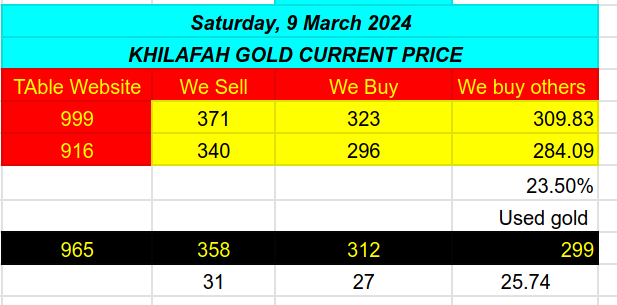 Saturday, 9 March 2024
KHILAFAH GOLD CURRENT PRICE
TAble Website We Sell We Buy We buy others
999 371 323 309.83
916 340 296 284.09
23.50%
Used gold
965 358 312 299
31 27 25.74